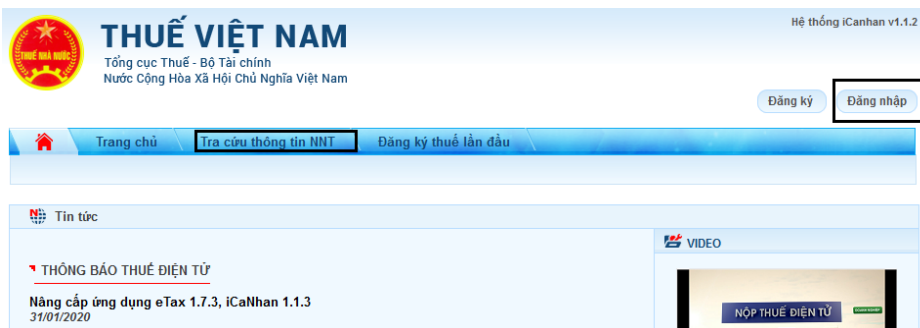 Hệ thống iCanhan v1.1.2
THUẾ NHÀ NƯỚC
THUẾ VIỆT NAM
Tổng cục Thuế - Bộ Tài chính
Nước Cộng Hòa Xã Hội Chủ Nghĩa Việt Nam
Đăng ký Đăng nhập
Trang chủ Tra cứu thông tin NNT Đăng ký thuế lần đầu
Tin tức
VIDEO
THÔNG BÁO THUẾ ĐIỆN TỬ
Nâng cấp ứng dụng eTax 1.7.3, iCaNhan 1.1.3
31/01/2020
NỘP THUẾ ĐIỆN TỬ